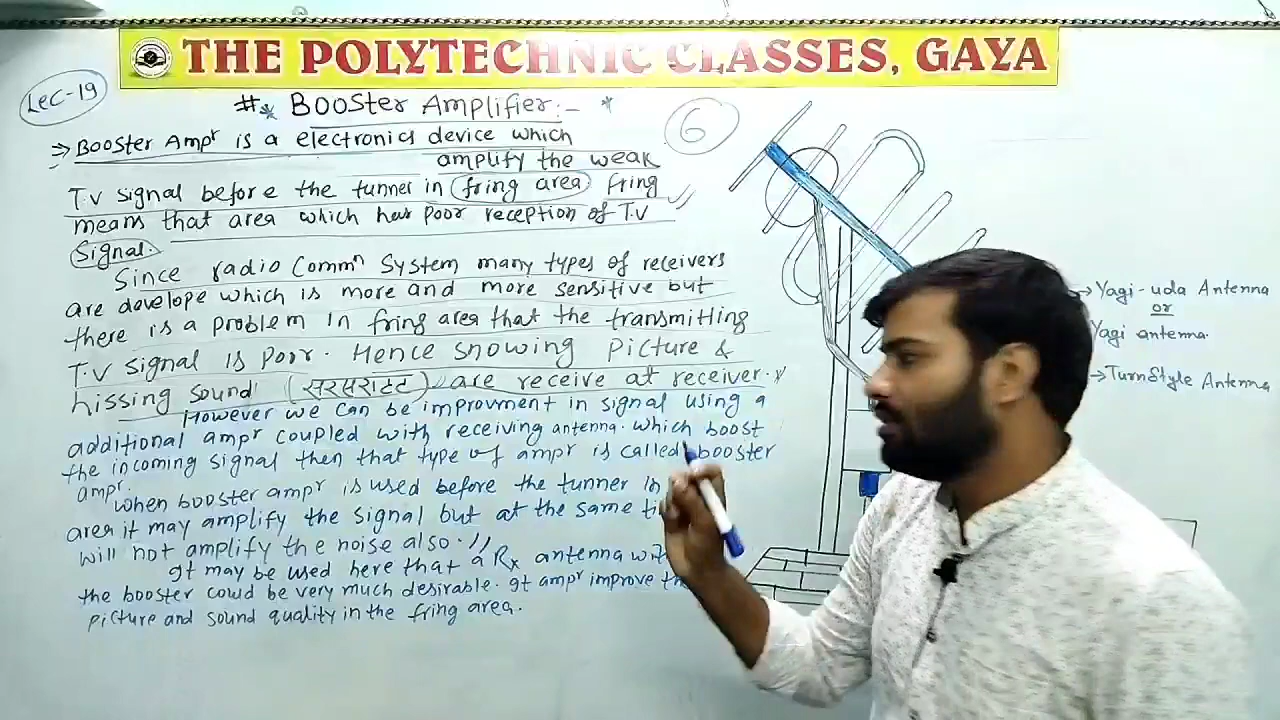 THE POLYTECHNIC CLASSES, GAYA
Lec-19
#* Booster Amplifier:- *
6
⇒ Booster Ampr is a electronics device which
amplify the weak
T.V signal before the tunner in fring area fring
means that area which has poor reception of T.V
Signal.
Since radio Commn System many types of receivers
are develope which is more and more sensitive but
there is a problem in fring area that the transmitting
T.V signal is poor. Hence snowing picture &
hissing sound (सरसराहट) are receive at receiver.
However we can be improvment in signal using a
additional ampr coupled with receiving antenna. which boost
the incoming signal then that type of ampr is called booster
ampr.
When booster ampr is used before the tunner in
area it may amplify the signal but at the same ti
will not amplify the noise also.
It may be used here that a Rx antenna wit
the booster could be very much desirable. It ampr improve th
picture and sound quality in the fring area.
→ Yagi-uda Antenna
or
Yagi antenna.
→ TurnStyle Antenna